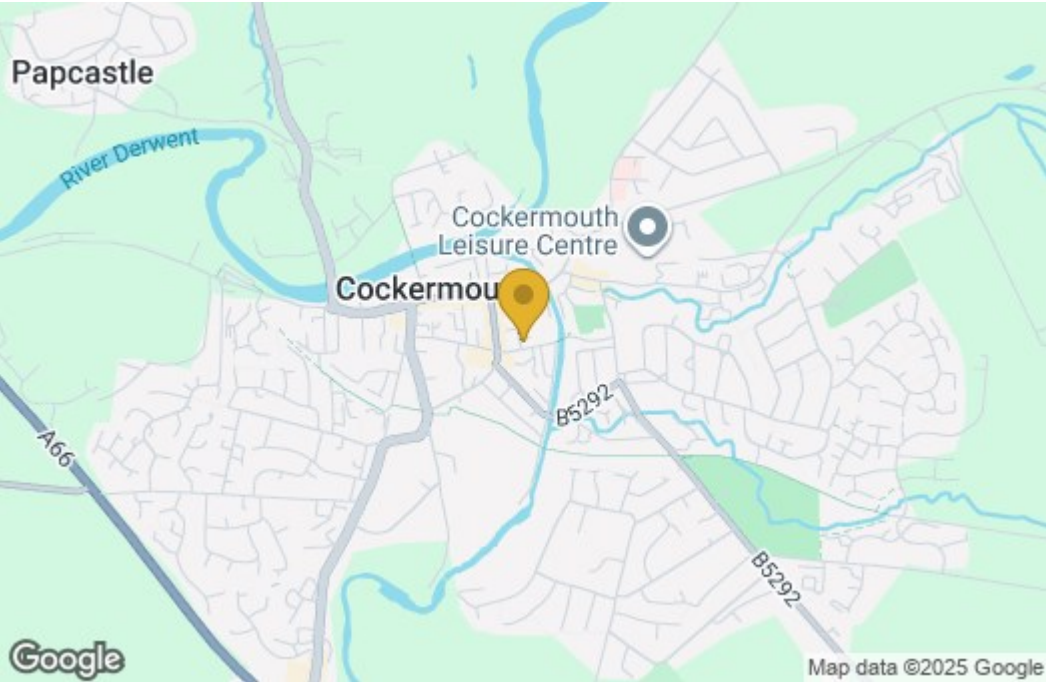 Papcastle
River Derwent
Cockermouth
Leisure Centre
Cockermou
B5292
A66
B5292
Google
Map data ©2025 Google